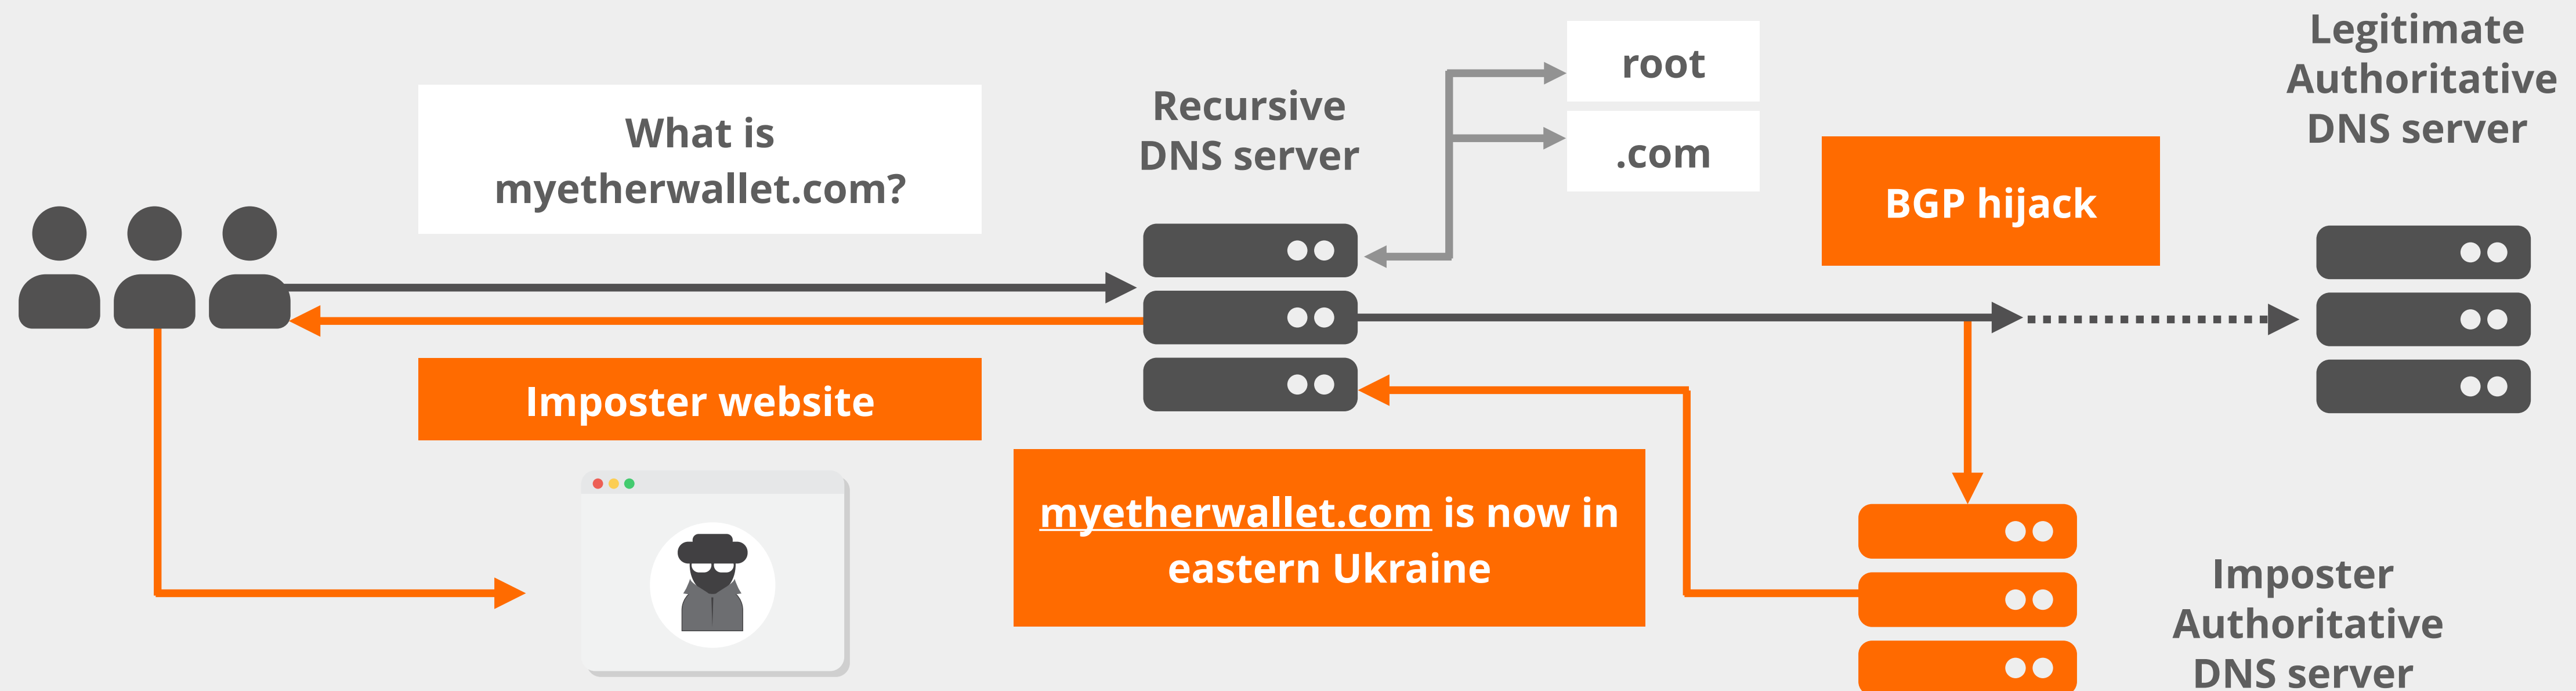 What is
myetherwallet.com?
Recursive
DNS server
root
.com
BGP hijack
Legitimate
Authoritative
DNS server
Imposter website
myetherwallet.com is now in
eastern Ukraine
Imposter
Authoritative
DNS server